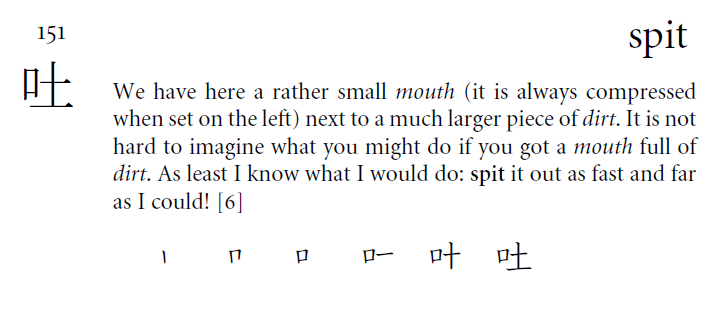 151
spit
吐
We have here a rather small mouth (it is always compressed
when set on the left) next to a much larger piece of dirt. It is not
hard to imagine what you might do if you got a mouth full of
dirt. As least I know what I would do: spit it out as fast and far
as I could! [6]
丨 冂 口 口一 叶 吐